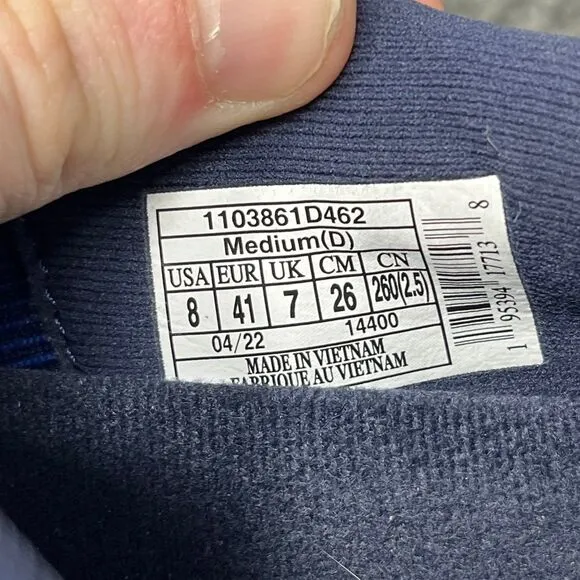 1103861D462
Medium(D)
USA EUR UK CM CN
8 41 7 26 260(2.5)
04/22 14400
MADE IN VIETNAM
FABRIQUE AU VIETNAM
1 95394 17713 8